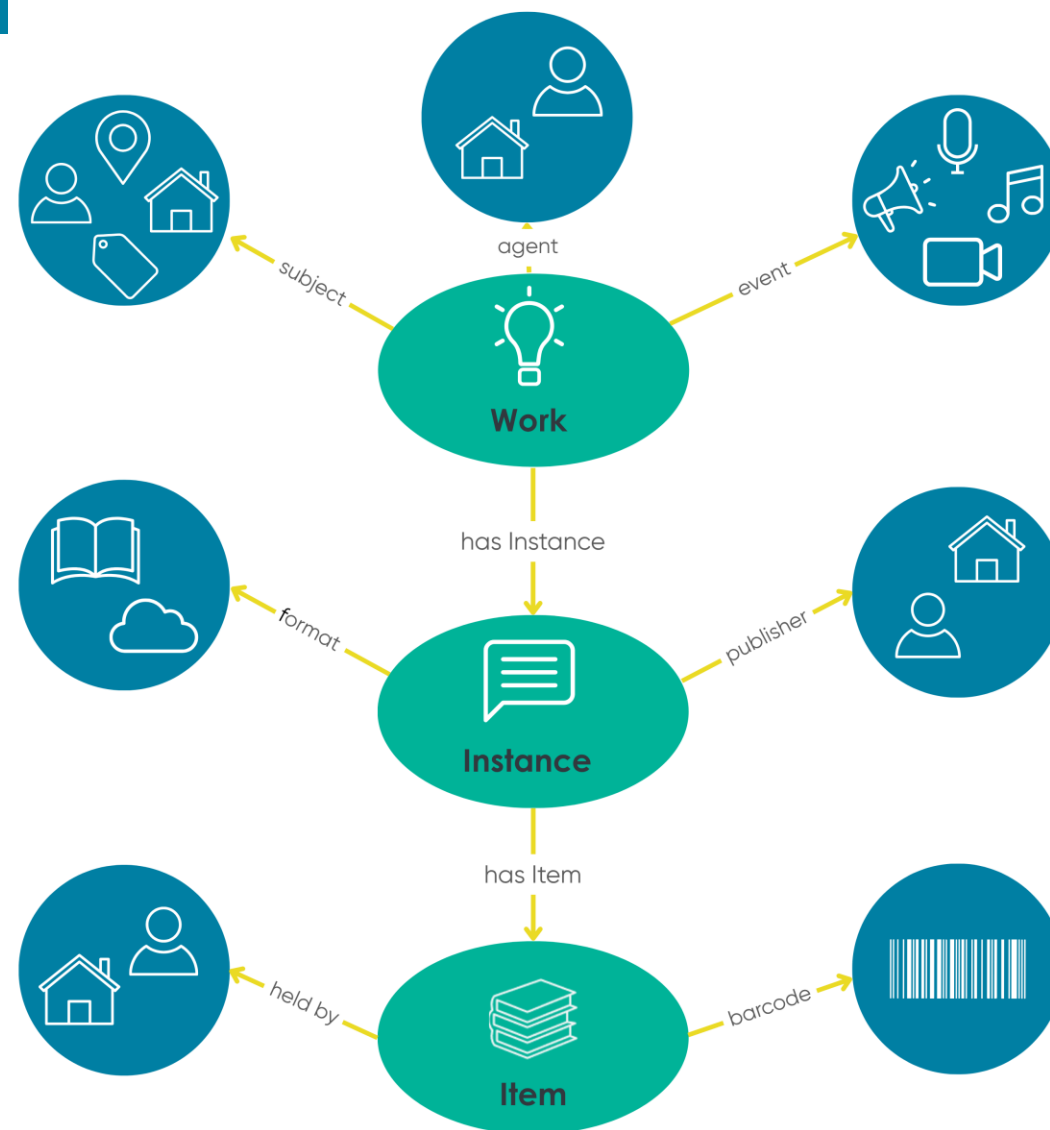 agent
subject
event
Work
has Instance
format
publisher
Instance
has Item
held by
barcode
Item